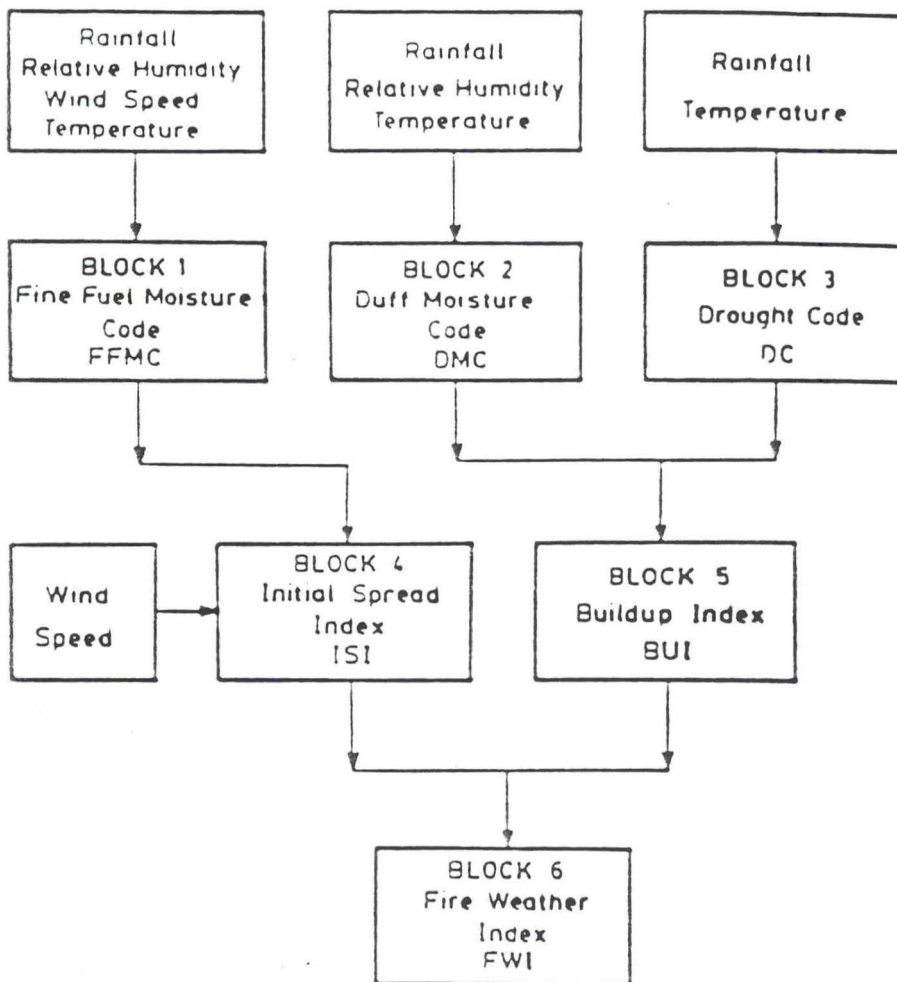 Rainfall
Relative Humidity
Wind Speed
Temperature
Rainfall
Relative Humidity
Temperature
Rainfall
Temperature
BLOCK 1
Fine Fuel Moisture
Code
FFMC
BLOCK 2
Duff Moisture
Code
DMC
BLOCK 3
Drought Code
DC
Wind
Speed
BLOCK 4
Initial Spread
Index
ISI
BLOCK 5
Buildup Index
BUI
BLOCK 6
Fire Weather
Index
FWI